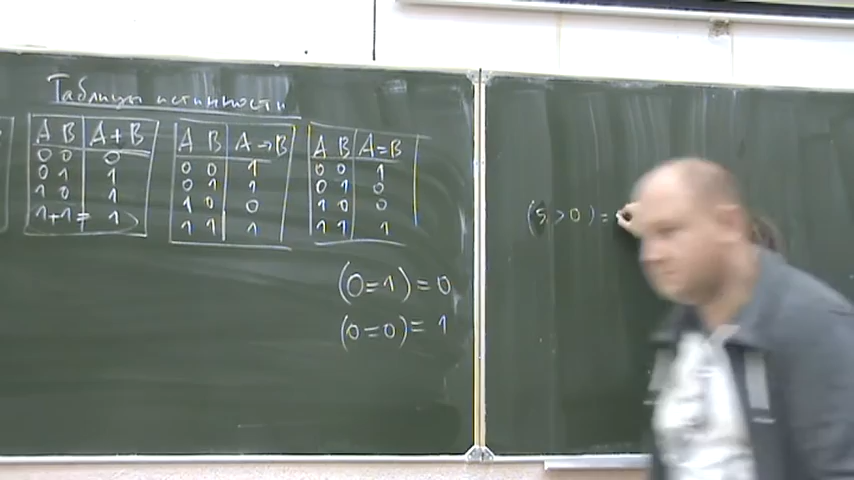 Таблицы истинности
A B A + B
0 0 0
0 1 1
1 0 1
1+1 = 1
A B A → B
0 0 1
0 1 1
1 0 0
1 1 1
A B A = B
0 0 1
0 1 0
1 0 0
1 1 1
(0 = 1) = 0
(0 = 0) = 1
(5 > 0) =